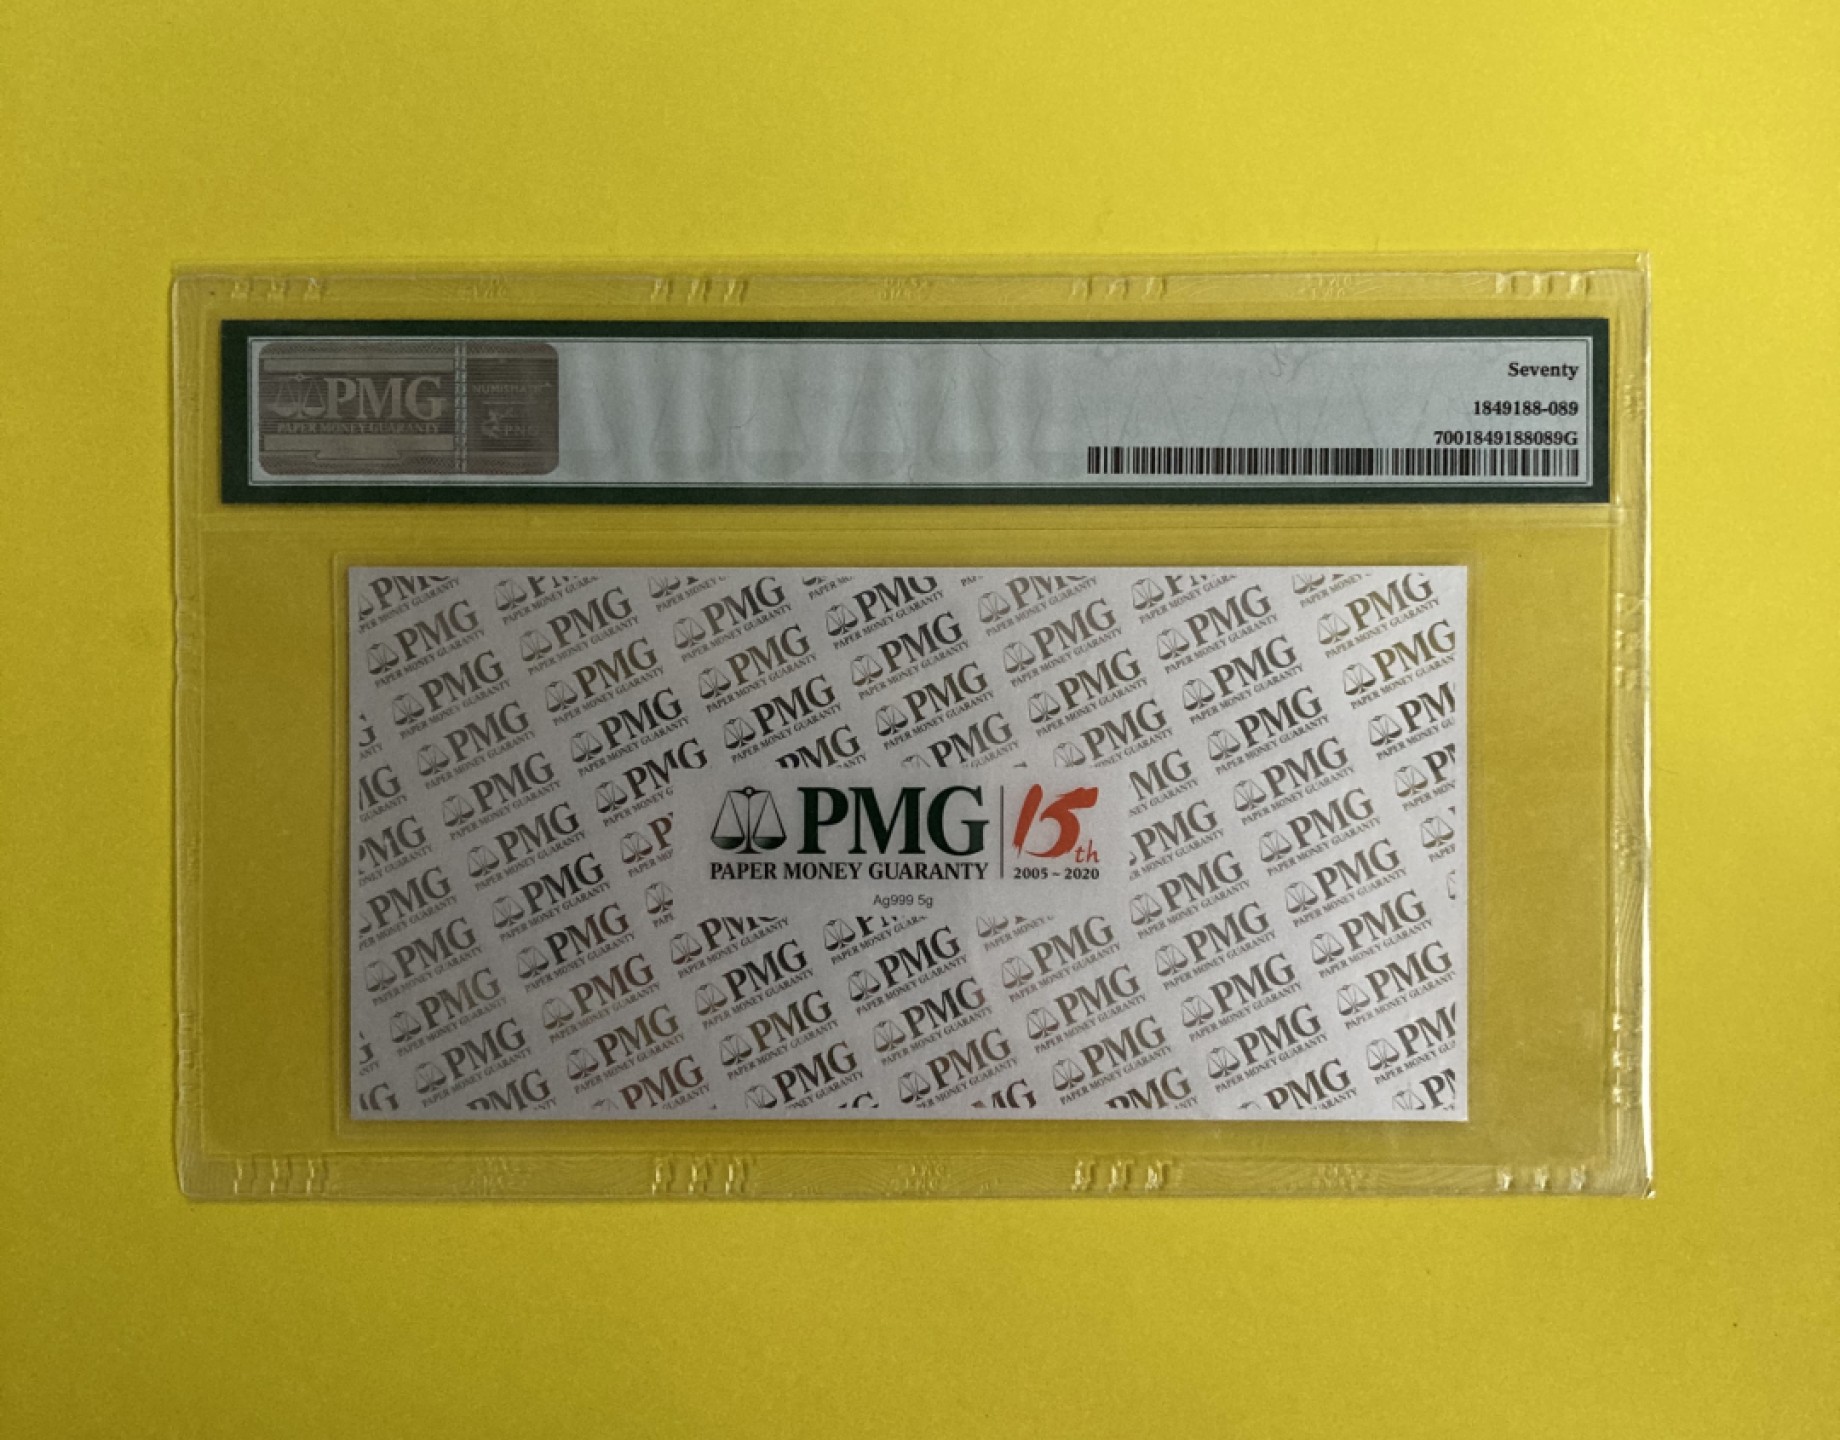 PMG
PAPER MONEY GUARANTY
Seventy
1849188-089
7001849188089G
PMG
PAPER MONEY GUARANTY
15th
2005 ~ 2020
Ag999 5g